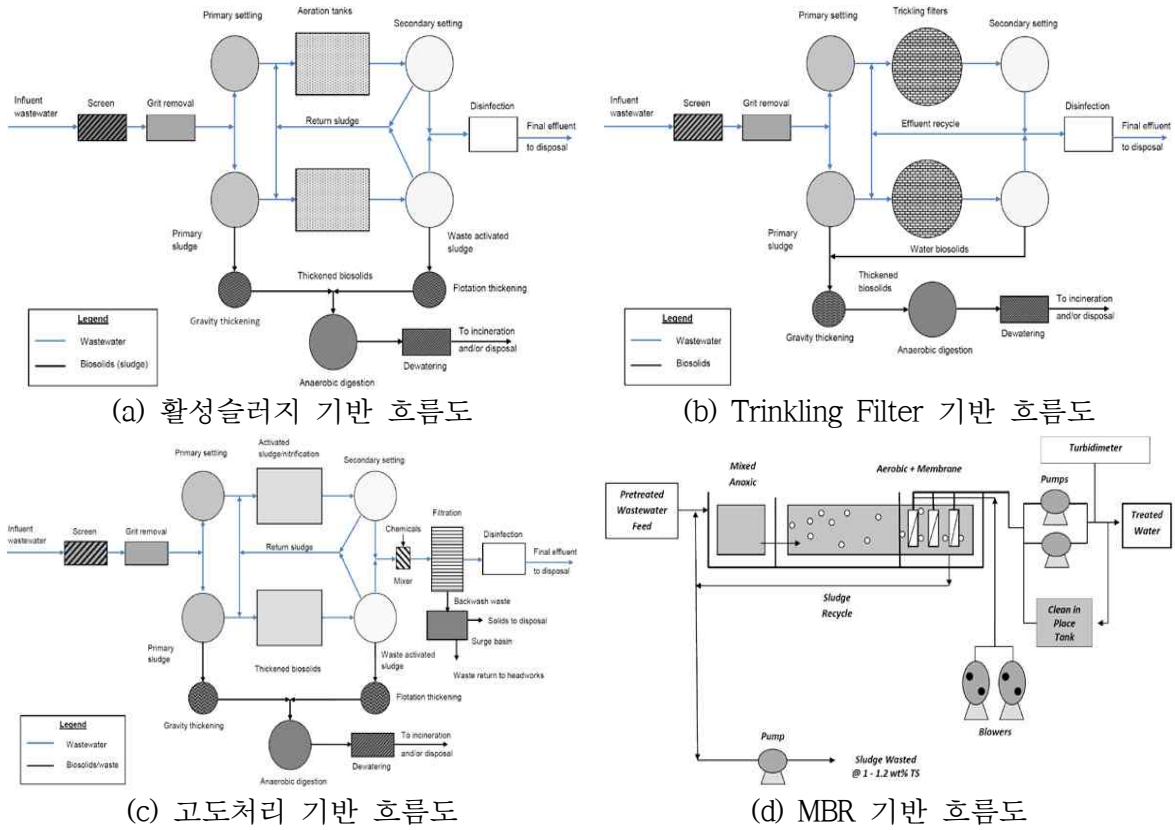 Primary settling
Aeration tanks
Secondary setting
Influent
wastewater
Screen
Grit removal
Return sludge
Disinfection
Final effluent
to disposal
Primary
sludge
Waste activated
sludge
Thickened biosolids
Flotation thickening
Gravity thickening
Legend
Wastewater
Biosolids (sludge)
Anaerobic digestion
Dewatering
To incineration
and/or disposal
(a) 활성슬러지 기반 흐름도
Primary settling
Trickling filters
Secondary setting
Influent
wastewater
Screen
Grit removal
Effluent recycle
Disinfection
Final effluent
to disposal
Primary
sludge
Water biosolids
Thickened
biosolids
Gravity thickening
Anaerobic digestion
Dewatering
To incineration
and/or disposal
Legend
Wastewater
Biosolids
(b) Trinkling Filter 기반 흐름도
Primary setting
Activated
sludge/nitrification
Secondary setting
Influent
wastewater
Screen
Grit removal
Return sludge
Chemicals
Mixer
Filtration
Disinfection
Final effluent
to disposal
Backwash waste
Solids to disposal
Surge basin
Waste return to headworks
Primary
sludge
Thickened biosolids
Waste activated
sludge
Flotation thickening
Gravity thickening
Legend
Wastewater
Biosolids/waste
Anaerobic digestion
Dewatering
To incineration
and/or disposal
(c) 고도처리 기반 흐름도
Turbidimeter
Mixed
Anoxic
Aerobic + Membrane
Pumps
Pretreated
Wastewater
Feed
Treated
Water
Sludge
Recycle
Clean in
Place
Tank
Blowers
Pump
Sludge Wasted
@ 1 - 1.2 wt% TS
(d) MBR 기반 흐름도